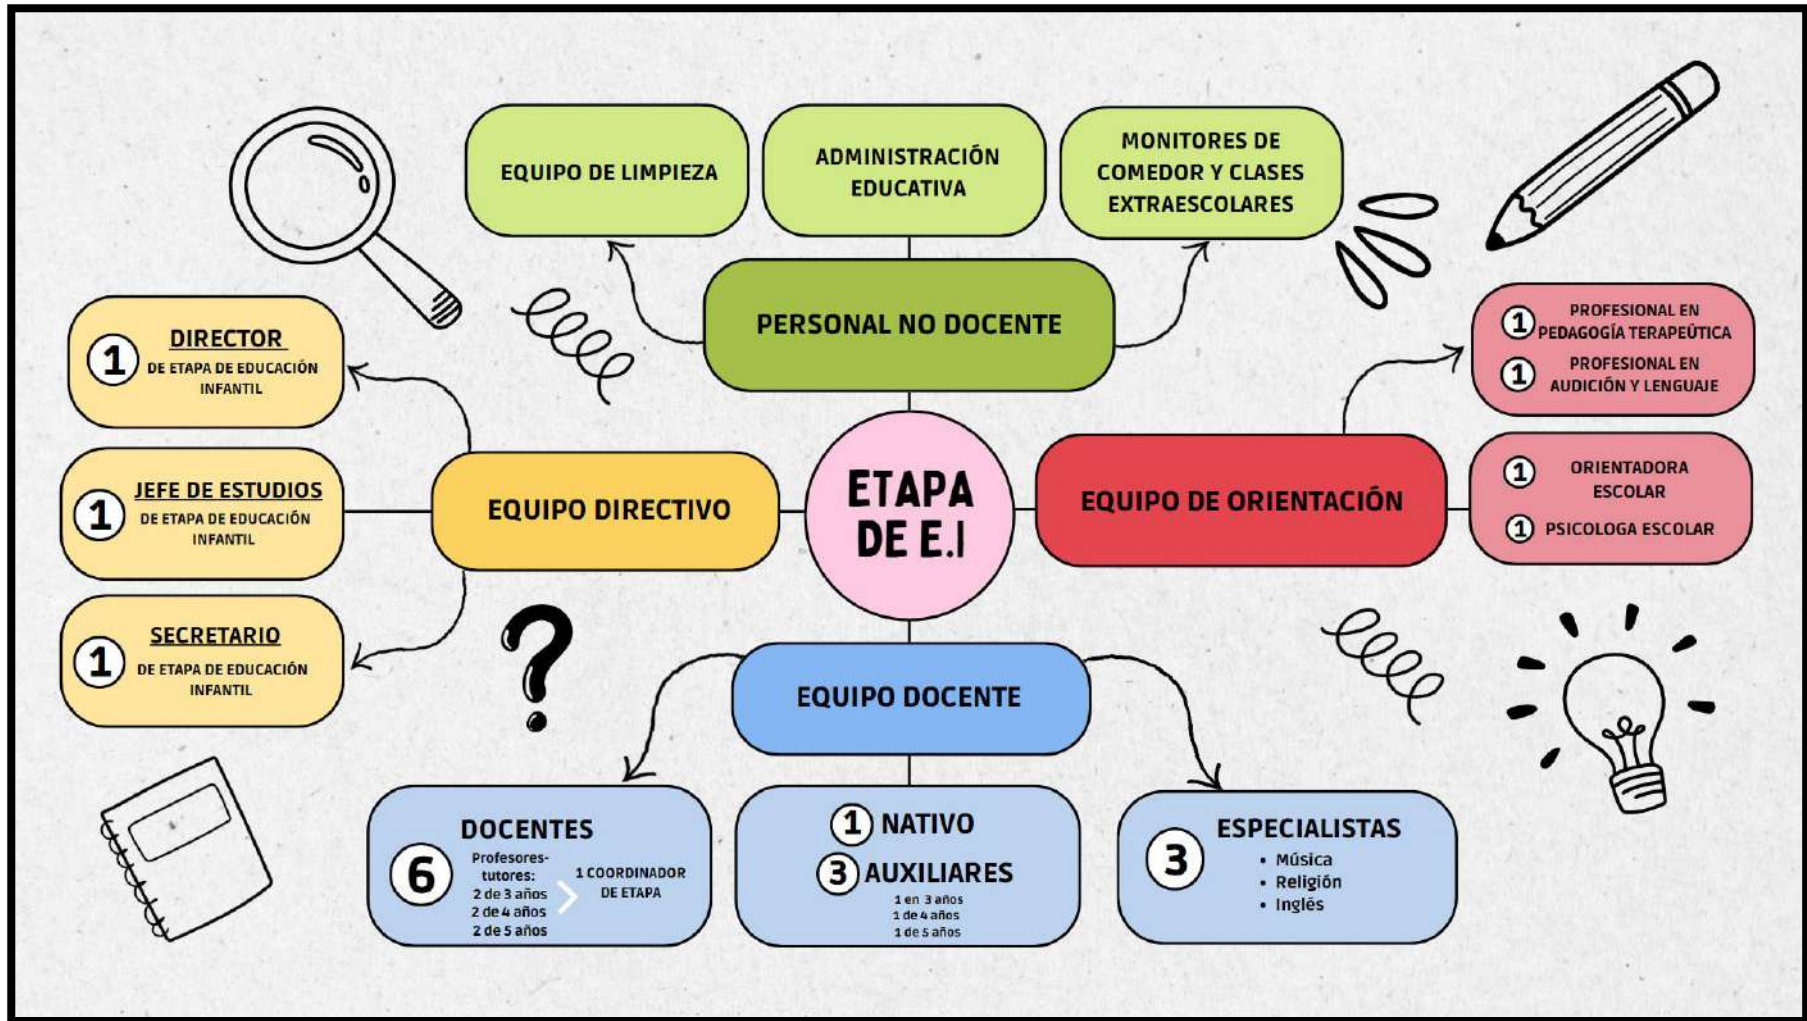 EQUIPO DE LIMPIEZA
ADMINISTRACIÓN
EDUCATIVA
MONITORES DE
COMEDOR Y CLASES
EXTRAESCOLARES
PERSONAL NO DOCENTE
1
DIRECTOR
DE ETAPA DE EDUCACIÓN
INFANTIL
1
JEFE DE ESTUDIOS
DE ETAPA DE EDUCACIÓN
INFANTIL
1
SECRETARIO
DE ETAPA DE EDUCACIÓN
INFANTIL
EQUIPO DIRECTIVO
ETAPA
DE E.I
EQUIPO DE ORIENTACIÓN
1
PROFESIONAL EN
PEDAGOGÍA TERAPEÛTICA
1
PROFESIONAL EN
AUDICIÓN Y LENGUAJE
1
ORIENTADORA
ESCOLAR
1 PSICOLOGA ESCOLAR
EQUIPO DOCENTE
6
DOCENTES
Profesores-
tutores:
2 de 3 años
2 de 4 años
2 de 5 años
1 COORDINADOR
DE ETAPA
1 NATIVO
3 AUXILIARES
1 en 3 años
1 de 4 años
1 de 5 años
3
ESPECIALISTAS
• Música
• Religión
• Inglés